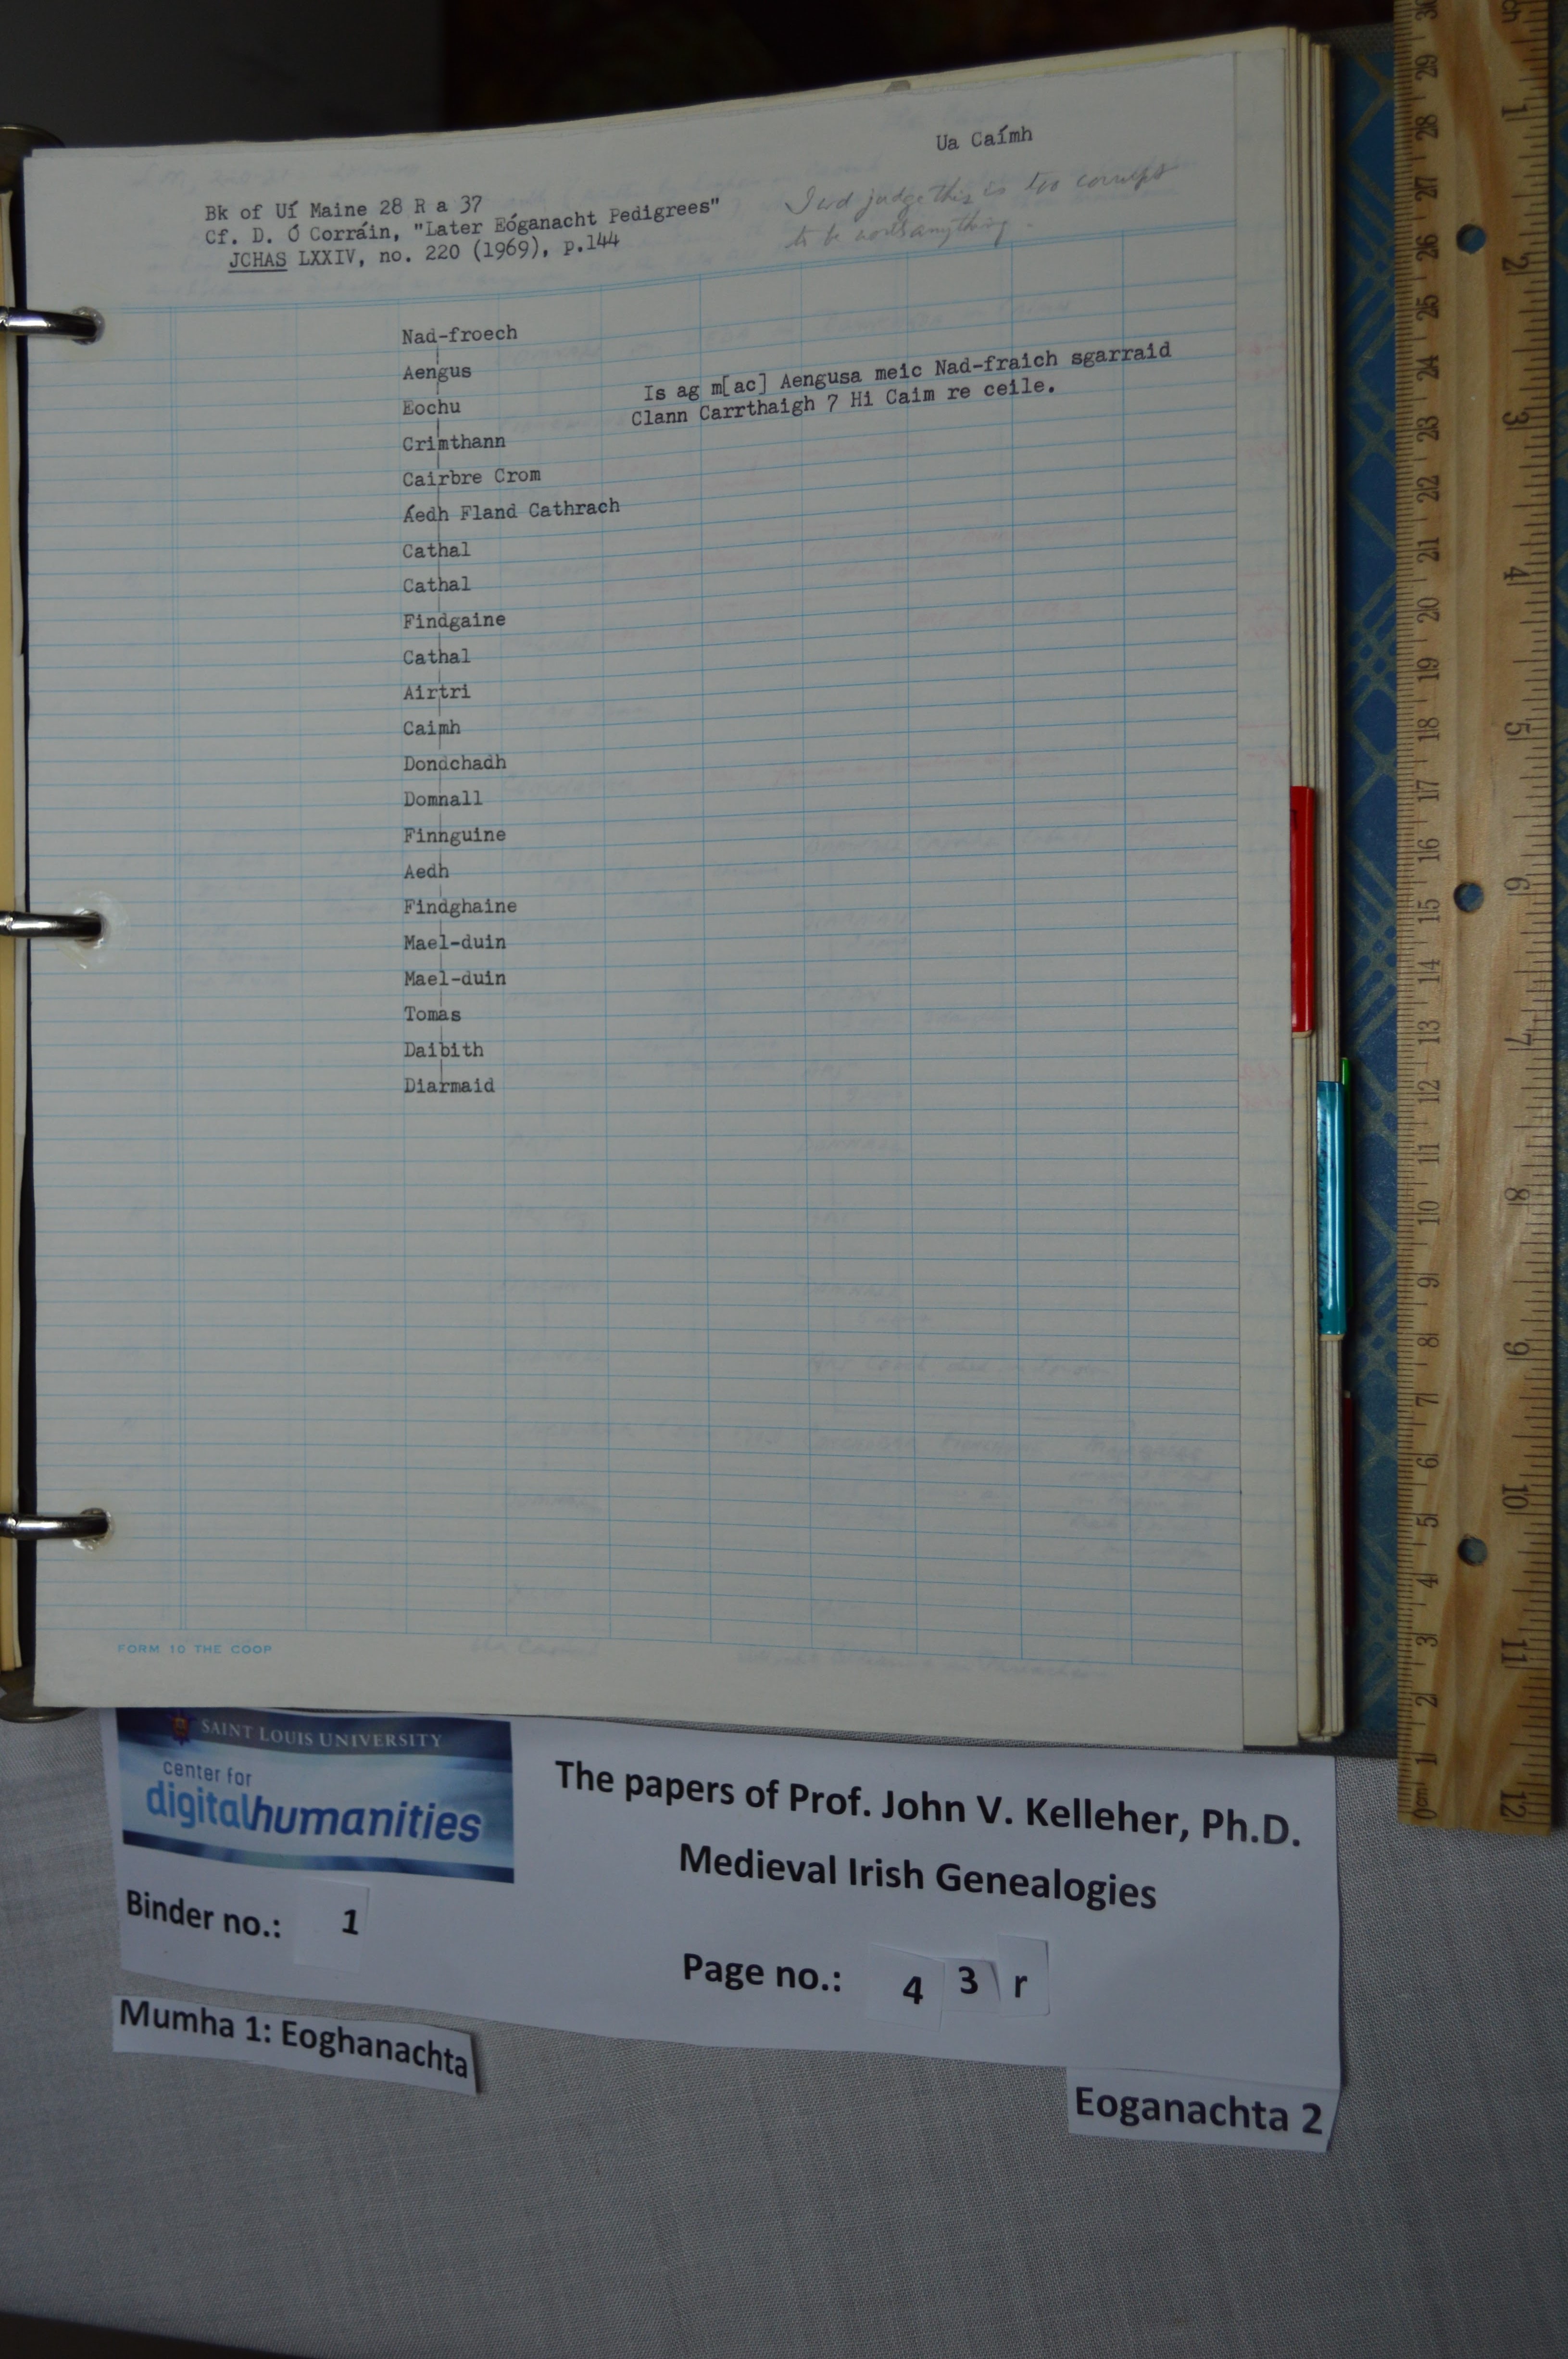 Ua Caímh
Bk of Uí Maine 28 R a 37
Cf. D. Ó Corráin, "Later Eóganacht Pedigrees"
JCHAS LXXIV, no. 220 (1969), p.144
I wd judge this is too corrupt
to be worth anything.
Nad-froech
Aengus
Eochu
Crimthann
Cairbre Crom
Áedh Fland Cathrach
Cathal
Cathal
Findgaine
Cathal
Airtri
Caimh
Dondchadh
Domnall
Finnguine
Aedh
Findghaine
Mael-duin
Mael-duin
Tomas
Daibith
Diarmaid
Is ag m[ac] Aengusa meic Nad-fraich sgarraid
Clann Carrthaigh 7 Hi Caim re ceile.
FORM 10 THE COOP
SAINT LOUIS UNIVERSITY
center for
digitalhumanities
The papers of Prof. John V. Kelleher, Ph.D.
Medieval Irish Genealogies
Binder no.: 1
Page no.: 4 3 r
Mumha 1: Eoghanachta
Eoganachta 2